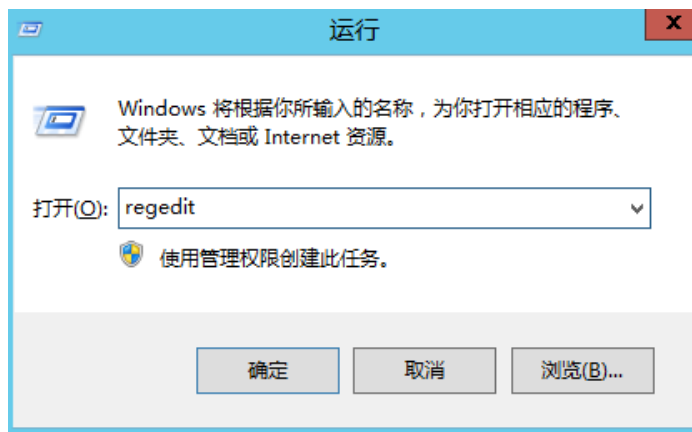 运行
x
Windows 将根据你所输入的名称，为你打开相应的程序、
文件夹、文档或 Internet 资源。
打开(O): regedit
使用管理权限创建此任务。
确定 取消 浏览(B)...